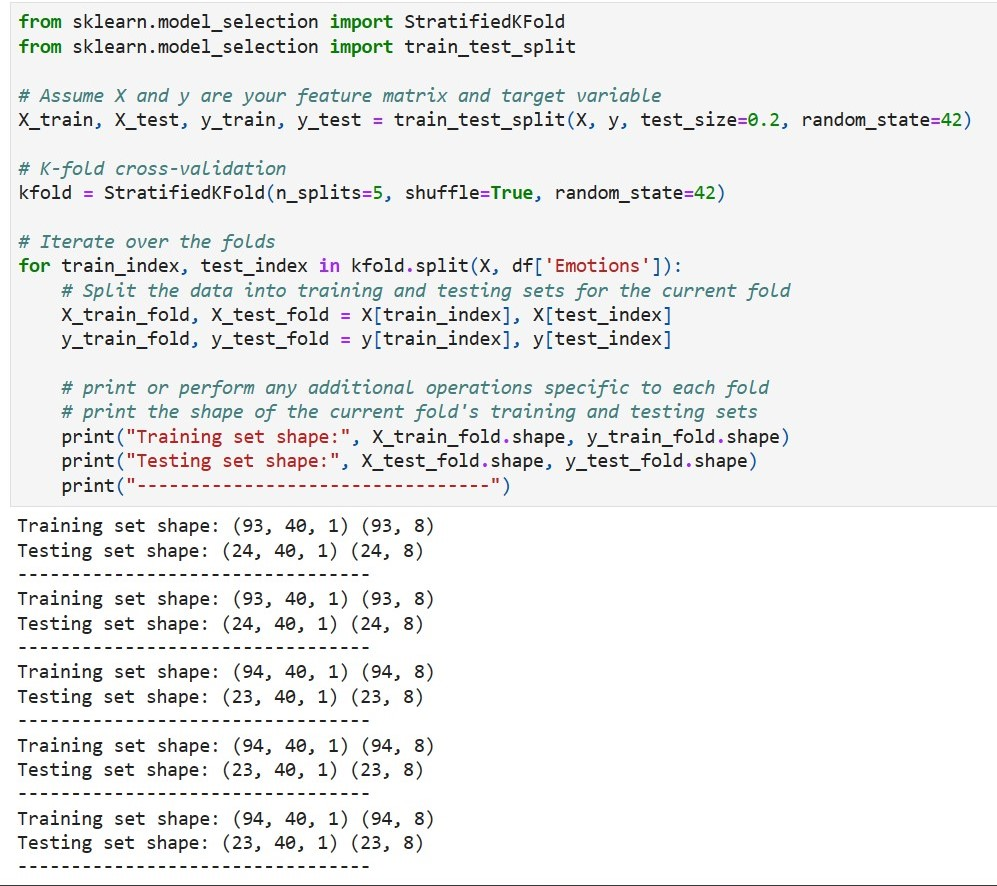 from sklearn.model_selection import StratifiedKFold
from sklearn.model_selection import train_test_split
# Assume X and y are your feature matrix and target variable
X_train, X_test, y_train, y_test = train_test_split(X, y, test_size=0.2, random_state=42)
# K-fold cross-validation
kfold = StratifiedKFold(n_splits=5, shuffle=True, random_state=42)
# Iterate over the folds
for train_index, test_index in kfold.split(X, df['Emotions']):
    # Split the data into training and testing sets for the current fold
    X_train_fold, X_test_fold = X[train_index], X[test_index]
    y_train_fold, y_test_fold = y[train_index], y[test_index]
    # print or perform any additional operations specific to each fold
    # print the shape of the current fold's training and testing sets
    print("Training set shape:", X_train_fold.shape, y_train_fold.shape)
    print("Testing set shape:", X_test_fold.shape, y_test_fold.shape)
    print("---------------------------------")
Training set shape: (93, 40, 1) (93, 8)
Testing set shape: (24, 40, 1) (24, 8)
---------------------------------
Training set shape: (93, 40, 1) (93, 8)
Testing set shape: (24, 40, 1) (24, 8)
---------------------------------
Training set shape: (94, 40, 1) (94, 8)
Testing set shape: (23, 40, 1) (23, 8)
---------------------------------
Training set shape: (94, 40, 1) (94, 8)
Testing set shape: (23, 40, 1) (23, 8)
---------------------------------
Training set shape: (94, 40, 1) (94, 8)
Testing set shape: (23, 40, 1) (23, 8)
---------------------------------